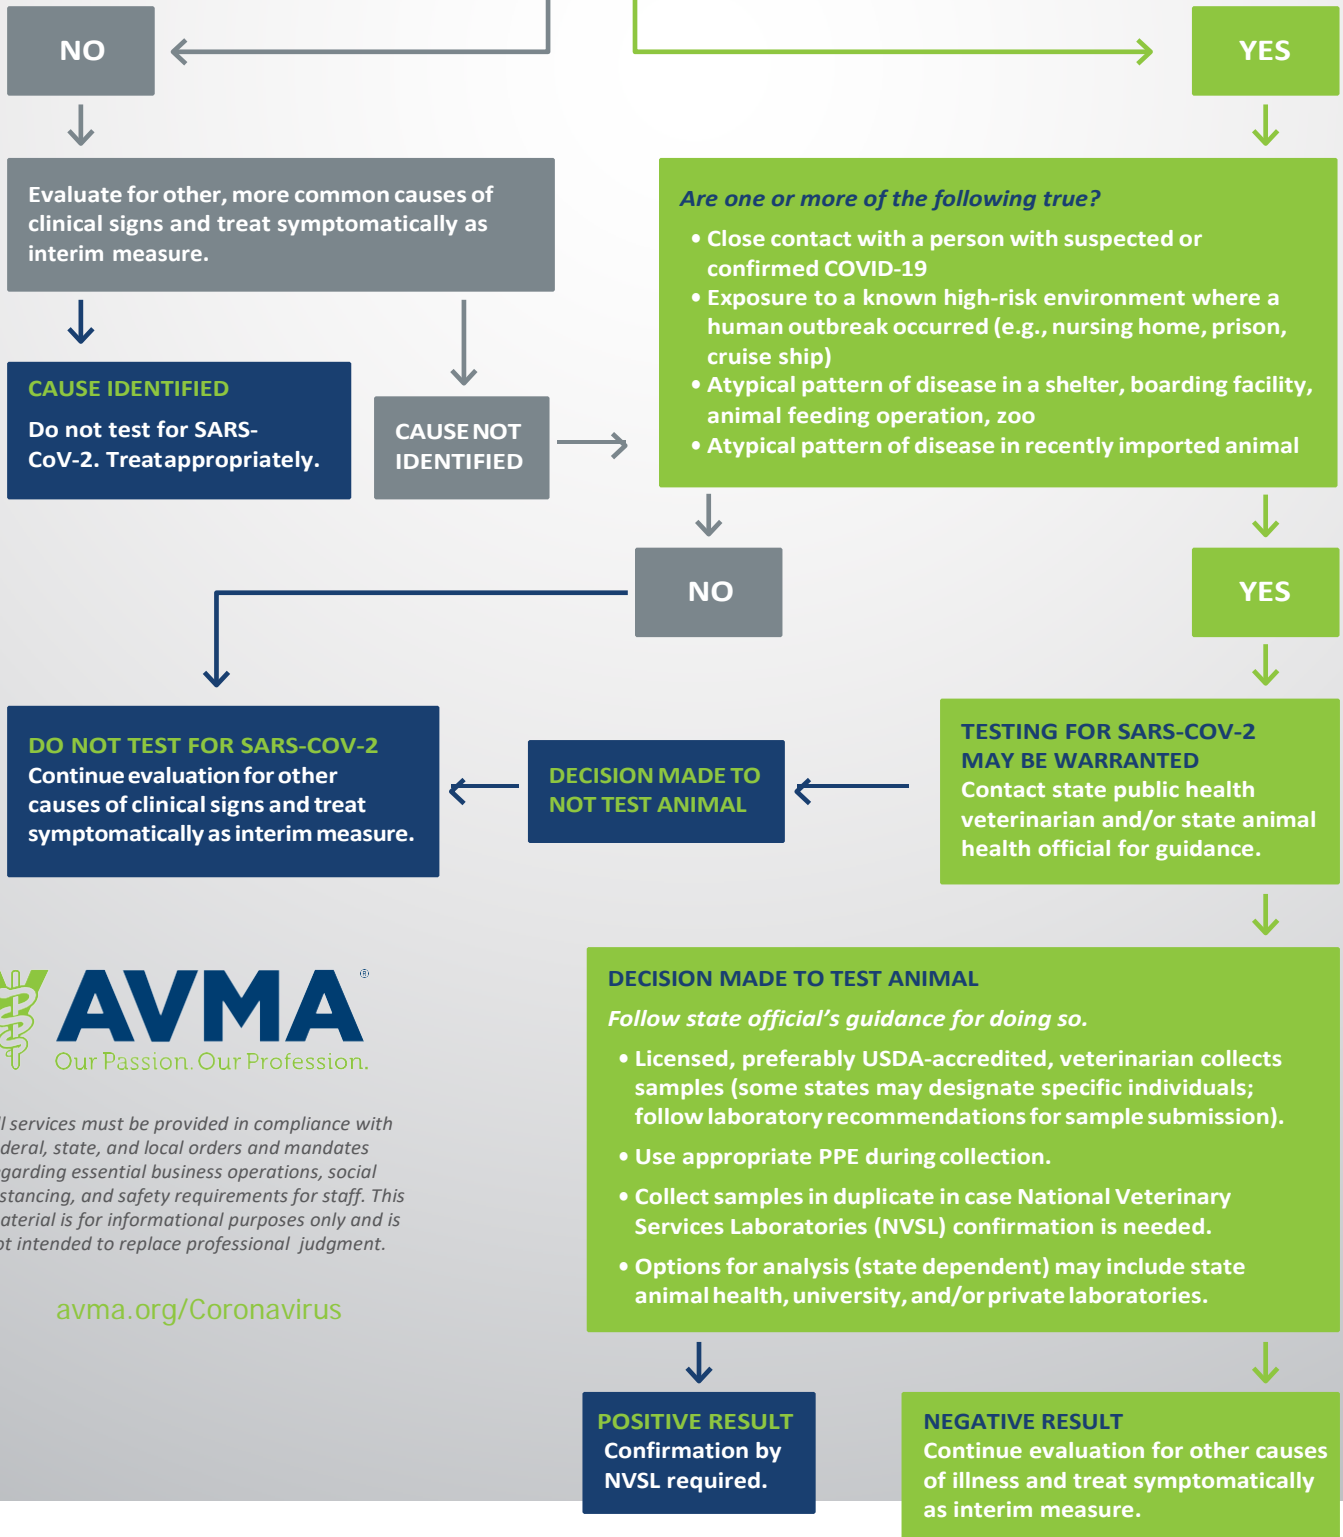 NO
YES
Evaluate for other, more common causes of
clinical signs and treat symptomatically as
interim measure.
Are one or more of the following true?
• Close contact with a person with suspected or
confirmed COVID-19
• Exposure to a known high-risk environment where a
human outbreak occurred (e.g., nursing home, prison,
cruise ship)
• Atypical pattern of disease in a shelter, boarding facility,
animal feeding operation, zoo
• Atypical pattern of disease in recently imported animal
CAUSE IDENTIFIED
Do not test for SARS-
CoV-2. Treat appropriately.
CAUSE NOT
IDENTIFIED
NO
YES
DO NOT TEST FOR SARS-COV-2
Continue evaluation for other
causes of clinical signs and treat
symptomatically as interim measure.
DECISION MADE TO
NOT TEST ANIMAL
TESTING FOR SARS-COV-2
MAY BE WARRANTED
Contact state public health
veterinarian and/or state animal
health official for guidance.
AVMA®
Our Passion. Our Profession.
ll services must be provided in compliance with
deral, state, and local orders and mandates
egarding essential business operations, social
stancing, and safety requirements for staff. This
aterial is for informational purposes only and is
ot intended to replace professional judgment.
avma.org/Coronavirus
DECISION MADE TO TEST ANIMAL
Follow state official's guidance for doing so.
• Licensed, preferably USDA-accredited, veterinarian collects
samples (some states may designate specific individuals;
follow laboratory recommendations for sample submission).
• Use appropriate PPE during collection.
• Collect samples in duplicate in case National Veterinary
Services Laboratories (NVSL) confirmation is needed.
• Options for analysis (state dependent) may include state
animal health, university, and/or private laboratories.
POSITIVE RESULT
Confirmation by
NVSL required.
NEGATIVE RESULT
Continue evaluation for other causes
of illness and treat symptomatically
as interim measure.